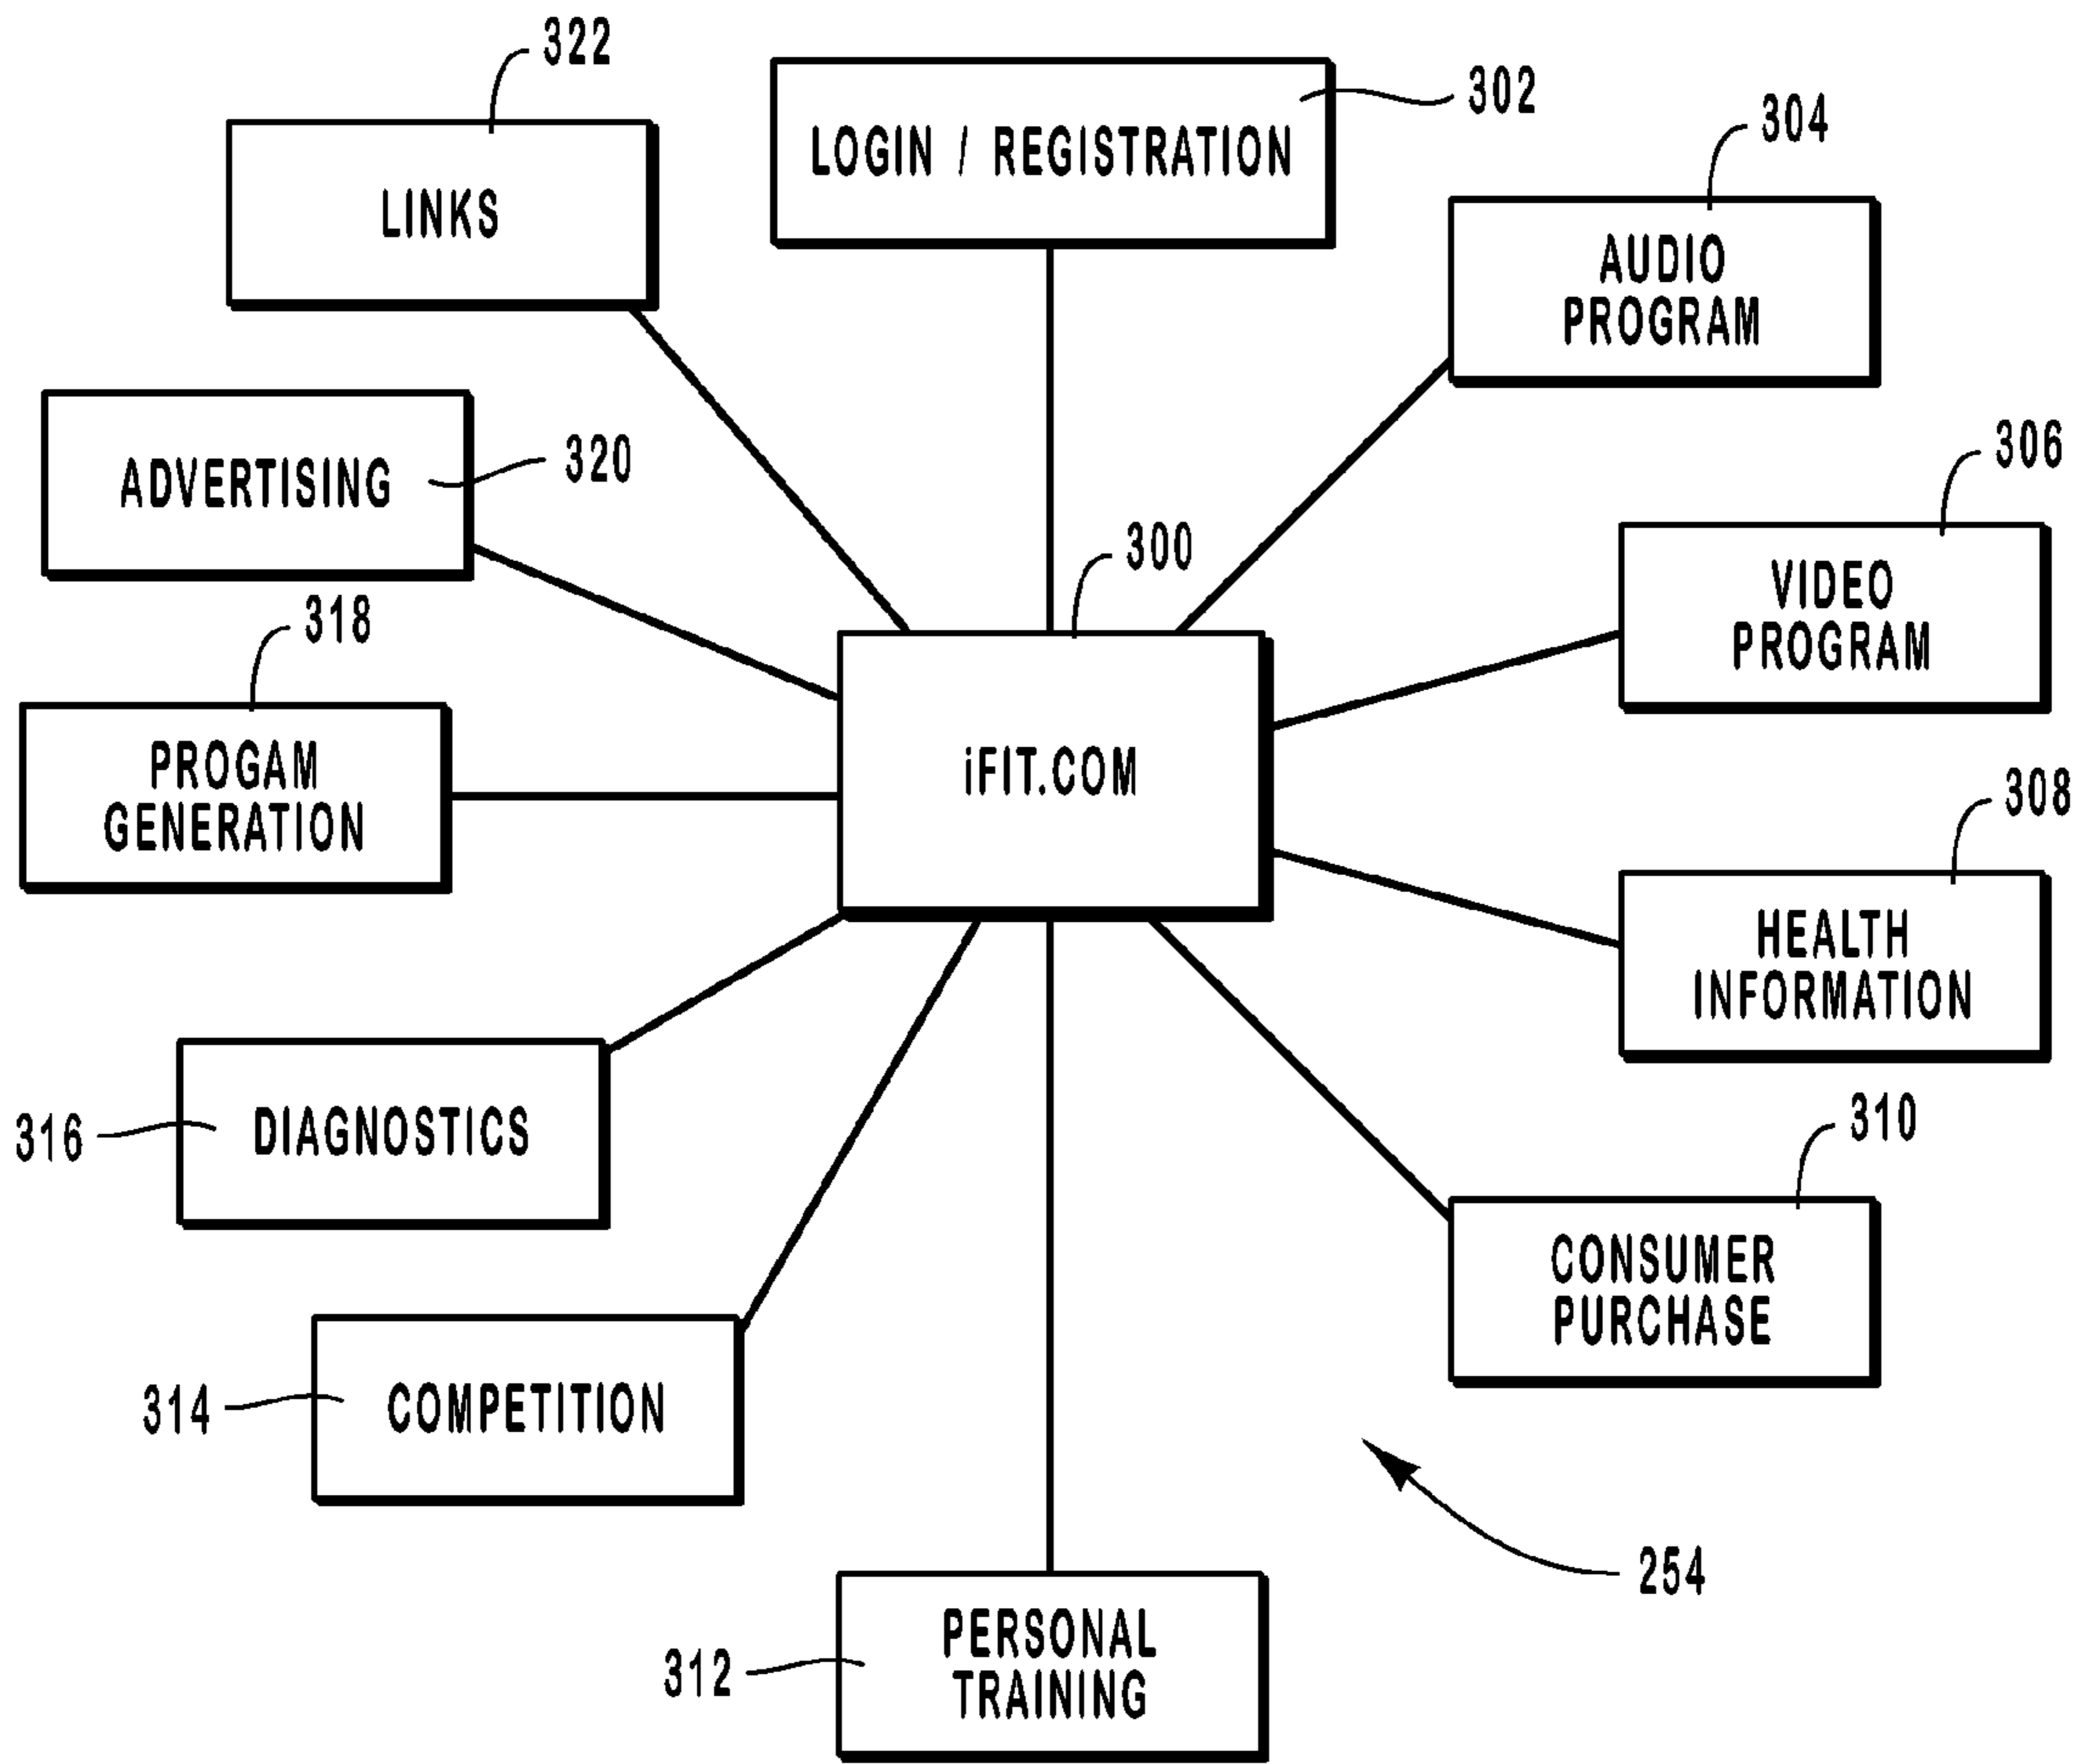 322
302
LOGIN / REGISTRATION
304
LINKS
AUDIO
PROGRAM
320
ADVERTISING
306
300
VIDEO
PROGRAM
318
PROGAM
GENERATION
iFIT.COM
308
HEALTH
INFORMATION
316
DIAGNOSTICS
310
CONSUMER
PURCHASE
314
COMPETITION
254
312
PERSONAL
TRAINING